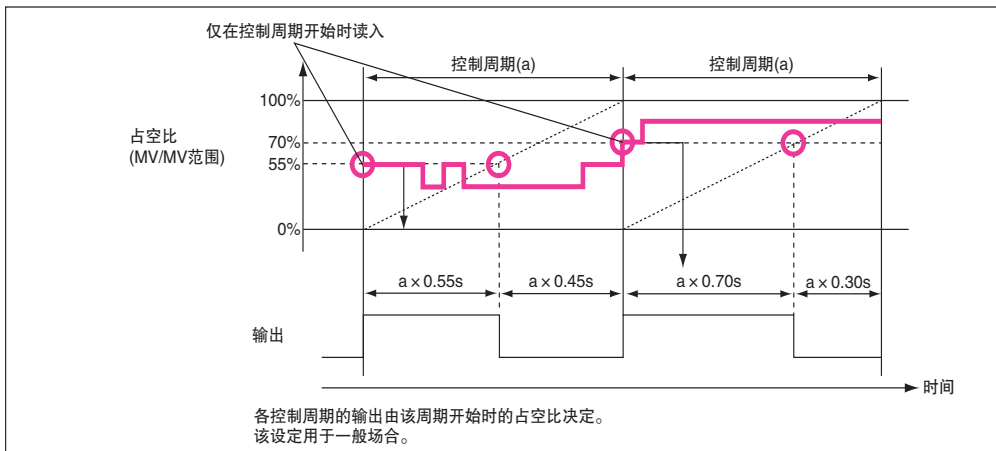 仅在控制周期开始时读入
控制周期(a) 控制周期(a)
100%
占空比
(MV/MV范围)
70%
55%
0%
a × 0.55s a × 0.45s a × 0.70s a × 0.30s
输出
时间
各控制周期的输出由该周期开始时的占空比决定。
该设定用于一般场合。